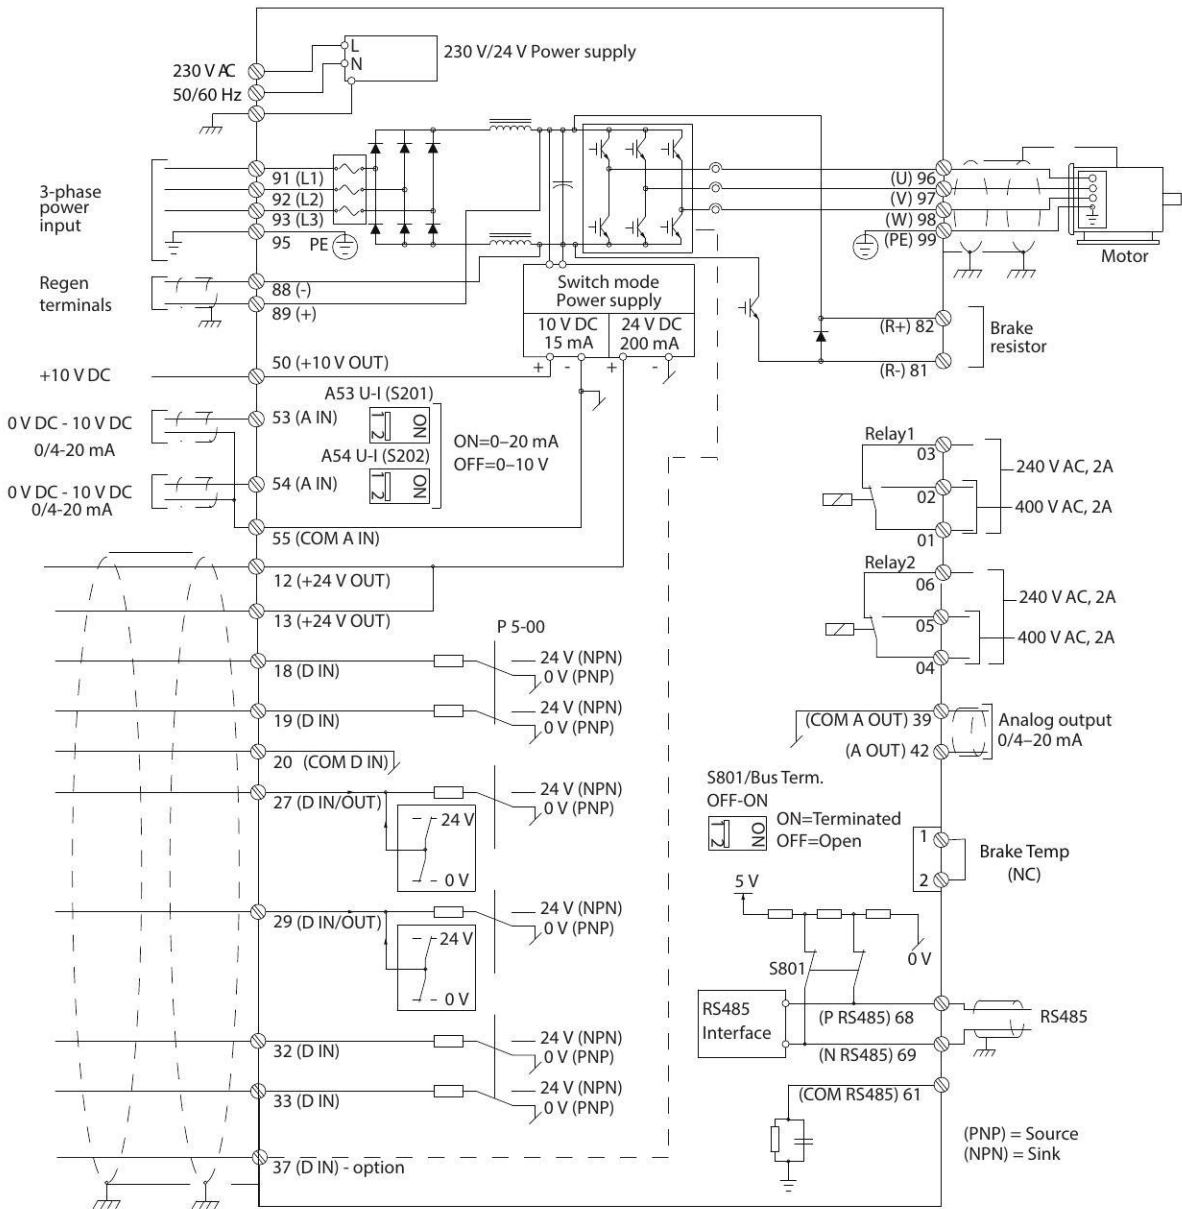 L
N
230 V/24 V Power supply
230 V AC
50/60 Hz
3-phase
power
input
91 (L1)
92 (L2)
93 (L3)
95 PE
(U) 96
(V) 97
(W) 98
(PE) 99
Motor
Regen
terminals
88 (-)
89 (+)
Switch mode
Power supply
10 V DC
15 mA
24 V DC
200 mA
+ - + -
(R+) 82
(R-) 81
Brake
resistor
+10 V DC
50 (+10 V OUT)
0 V DC - 10 V DC
0/4-20 mA
53 (A IN)
A53 U-I (S201)
1 2
ON
A54 U-I (S202)
1 2
ON
ON=0–20 mA
OFF=0–10 V
0 V DC - 10 V DC
0/4-20 mA
54 (A IN)
55 (COM A IN)
Relay1
03
02
01
240 V AC, 2A
400 V AC, 2A
12 (+24 V OUT)
13 (+24 V OUT)
Relay2
06
05
04
240 V AC, 2A
400 V AC, 2A
P 5-00
18 (D IN)
24 V (NPN)
0 V (PNP)
19 (D IN)
24 V (NPN)
0 V (PNP)
20 (COM D IN)
27 (D IN/OUT)
24 V (NPN)
0 V (PNP)
24 V
0 V
29 (D IN/OUT)
24 V (NPN)
0 V (PNP)
24 V
0 V
32 (D IN)
24 V (NPN)
0 V (PNP)
33 (D IN)
24 V (NPN)
0 V (PNP)
37 (D IN) - option
(COM A OUT) 39
(A OUT) 42
Analog output
0/4–20 mA
S801/Bus Term.
OFF-ON
1 2
ON
ON=Terminated
OFF=Open
1
2
Brake Temp
(NC)
5 V
S801
0 V
RS485
Interface
(P RS485) 68
(N RS485) 69
RS485
(COM RS485) 61
(PNP) = Source
(NPN) = Sink